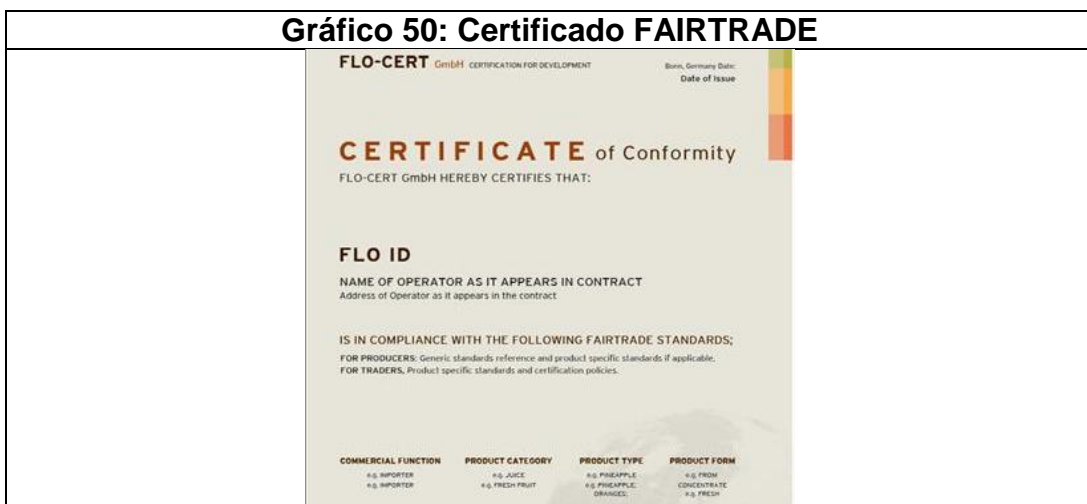 Gráfico 50: Certificado FAIRTRADE
FLO-CERT GmbH CERTIFICATION FOR DEVELOPMENT
Bonn, Germany Date:
Date of Issue
CERTIFICATE of Conformity
FLO-CERT GmbH HEREBY CERTIFIES THAT:
FLO ID
NAME OF OPERATOR AS IT APPEARS IN CONTRACT
Address of Operator as it appears in the contract
IS IN COMPLIANCE WITH THE FOLLOWING FAIRTRADE STANDARDS;
FOR PRODUCERS: Generic standards reference and product specific standards if applicable.
FOR TRADERS, Product specific standards and certification policies.
COMMERCIAL FUNCTION PRODUCT CATEGORY PRODUCT TYPE PRODUCT FORM
e.g. IMPORTER e.g. JUICE e.g. PINEAPPLE e.g. FROM
e.g. IMPORTER e.g. FRESH FRUIT e.g. PINEAPPLE; CONCENTRATE
ORANGES; e.g. FRESH